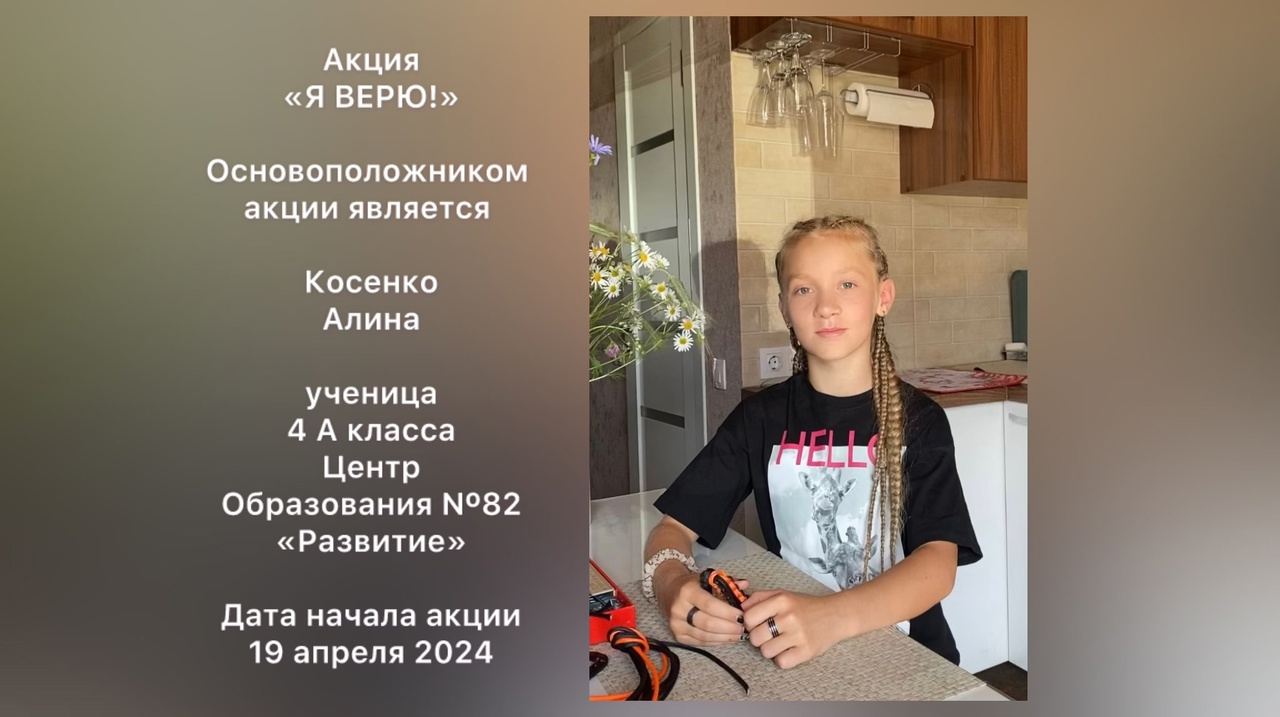 Акция
«Я ВЕРЮ!»
Основоположником
акции является
Косенко
Алина
ученица
4 А класса
Центр
Образования №82
«Развитие»
Дата начала акции
19 апреля 2024
HELLO